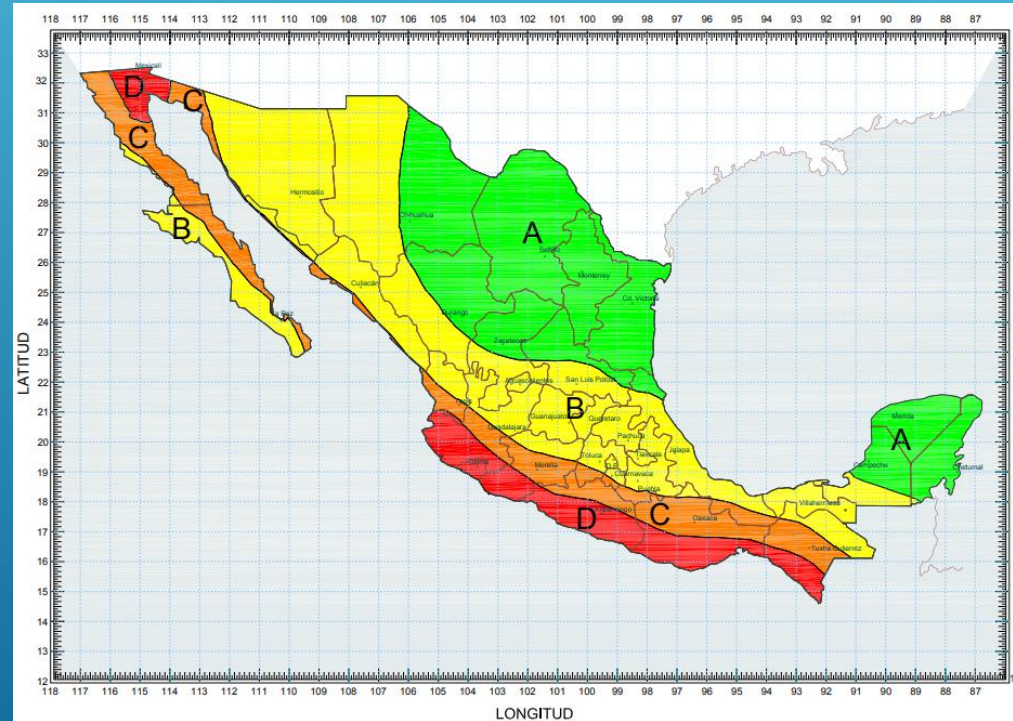 118 117 116 115 114 113 112 111 110 109 108 107 106 105 104 103 102 101 100 99 98 97 96 95 94 93 92 91 90 89 88 87
33
32
31
30
29
28
27
26
25
24
23
22
21
20
19
18
17
16
15
14
13
12
LATITUD
Mexicali
D
C
C
Hermosillo
Chihuahua
B
A
Saltillo
Monterrey
Culiacán
Cd. Victoria
La Paz
Durango
Zacatecas
Aguascalientes
San Luis Potosí
B
Guanajuato
Querétaro
Guadalajara
Pachuca
Mérida
A
Toluca
Tlaxcala
Jalapa
Morelia
D.F.
Campeche
Chetumal
Colima
Cuernavaca
Puebla
Villahermosa
D
C
Oaxaca
Tuxtla Gutiérrez
118 117 116 115 114 113 112 111 110 109 108 107 106 105 104 103 102 101 100 99 98 97 96 95 94 93 92 91 90 89 88 87
LONGITUD